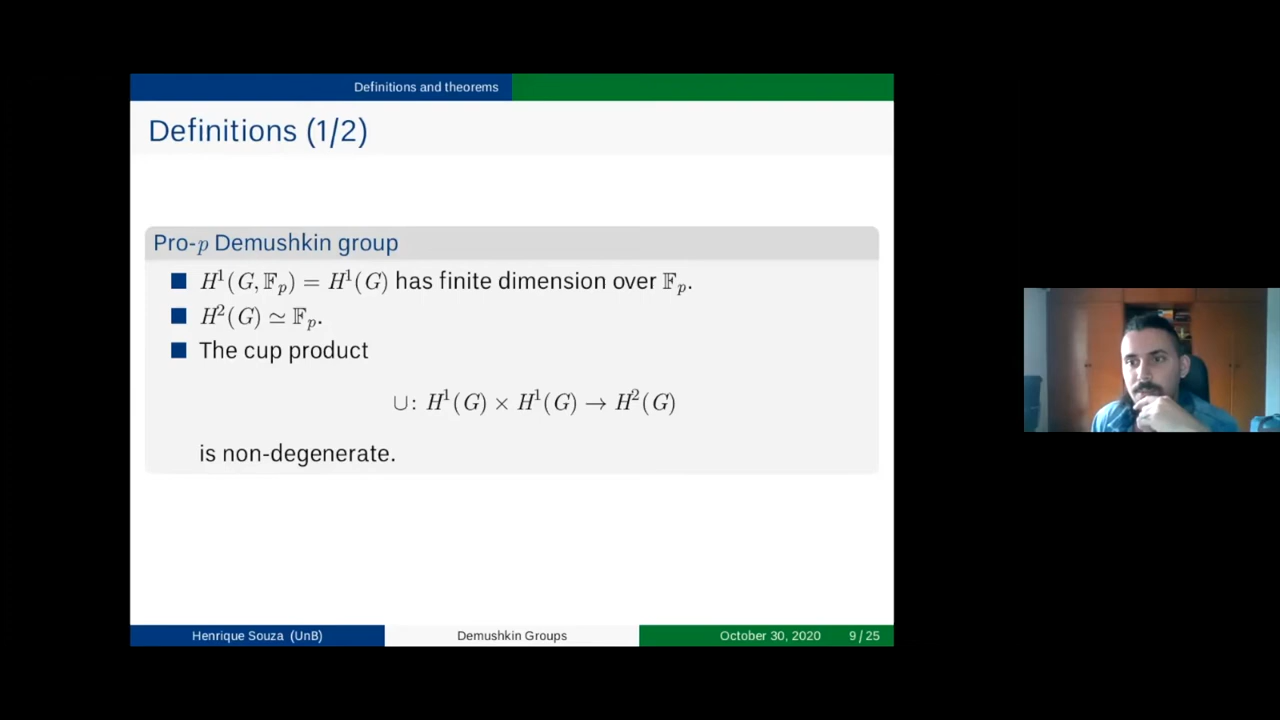 Definitions and theorems
Definitions (1/2)
Pro-p Demushkin group
H¹(G, 𝔽ₚ) = H¹(G) has finite dimension over 𝔽ₚ.
H²(G) ≃ 𝔽ₚ.
The cup product
∪: H¹(G) × H¹(G) → H²(G)
is non-degenerate.
Henrique Souza (UnB) Demushkin Groups October 30, 2020 9 / 25